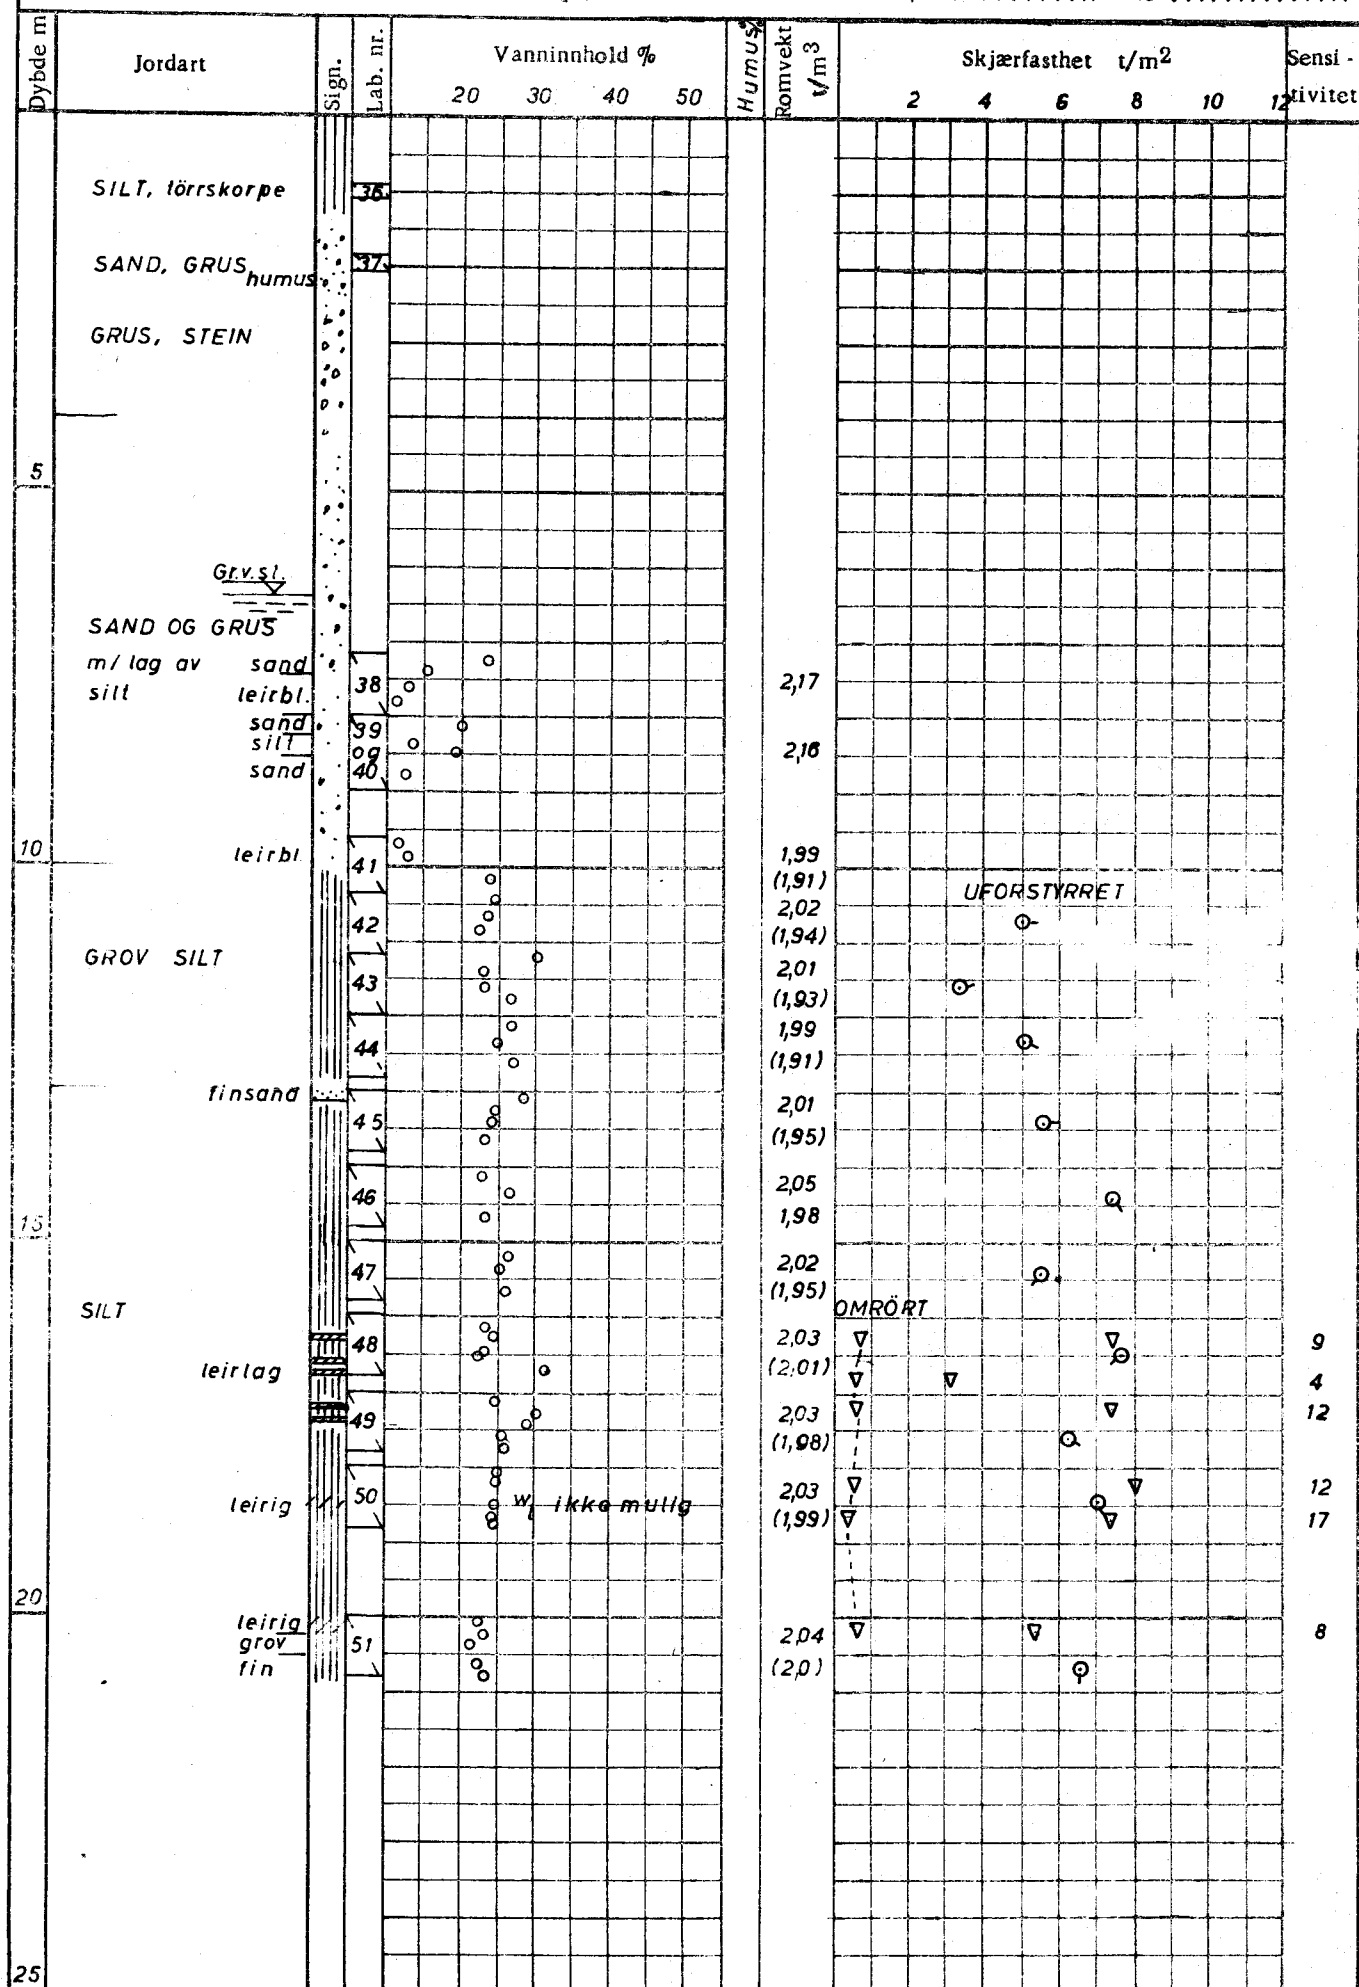 Dybde m
Jordart
Sign.
Lab. nr.
Vanninnhold %
20 30 40 50
Humus%
Romvekt t/m3
Skjærfasthet t/m2
2 4 6 8 10 12
Sensi-
tivitet
SILT, törrskorpe 36
SAND, GRUS 37
humus
GRUS, STEIN
5
Gr.v.sl.
SAND OG GRUS
m/ lag av sand
silt leirbl. 38 2,17
sand 39
silt og 2,16
sand 40
10 leirbl 41 1,99
(1,91) UFORSTYRRET
42 2,02
(1,94)
GROV SILT
43 2,01
(1,93)
44 1,99
(1,91)
finsand
45 2,01
(1,95)
46 2,05
15 1,98
47 2,02
(1,95)
SILT OMRÖRT
48 2,03 9
leirlag (2,01) 4
49 2,03 12
(1,98)
50 2,03 12
leirig wL ikke mulig
(1,99) 17
20
leirig
grov 51 2,04 8
fin (2,0)
25